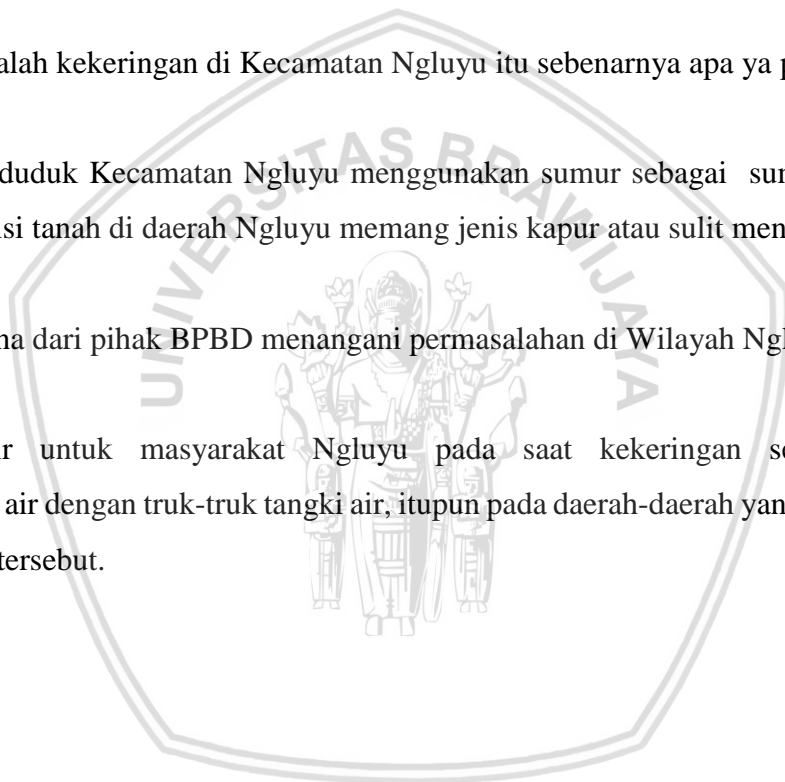 alah kekeringan di Kecamatan Ngluyu itu sebenarnya apa ya p
duduk Kecamatan Ngluyu menggunakan sumur sebagai sur
si tanah di daerah Ngluyu memang jenis kapur atau sulit men
na dari pihak BPBD menangani permasalahan di Wilayah Ngl
ir untuk masyarakat Ngluyu pada saat kekeringan se
air dengan truk-truk tangki air, itupun pada daerah-daerah yan
tersebut.
UNIVERSITAS BRAWIJAYA